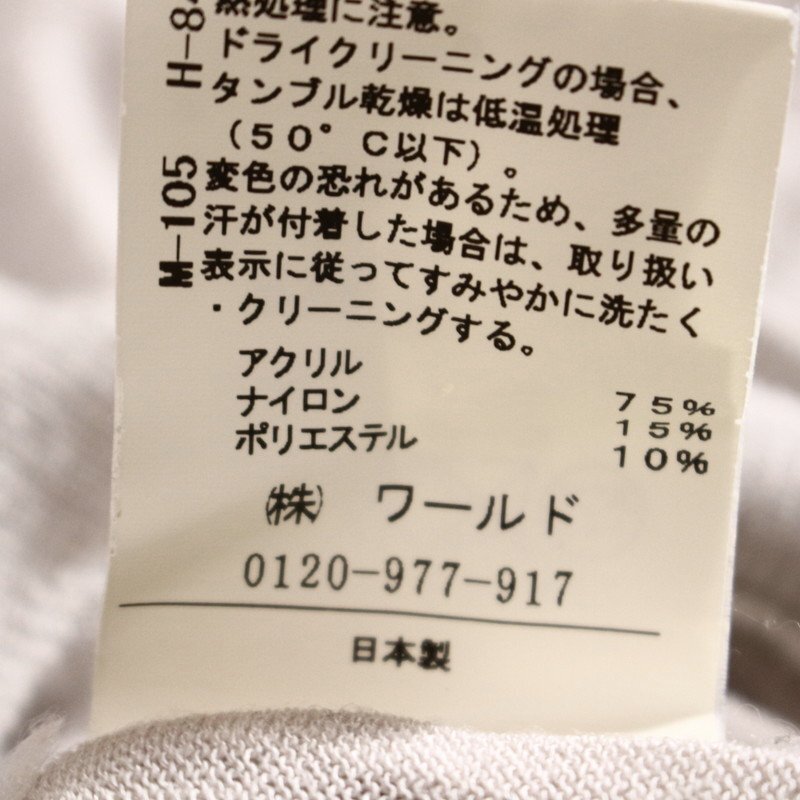 熱処理に注意。
ドライクリーニングの場合、
タンブル乾燥は低温処理
（５０°Ｃ以下）。
変色の恐れがあるため、多量の
汗が付着した場合は、取り扱い
表示に従ってすみやかに洗たく
・クリーニングする。
アクリル ７５％
ナイロン １５％
ポリエステル １０％
㈱ ワールド
0120-977-917
日本製
M-105